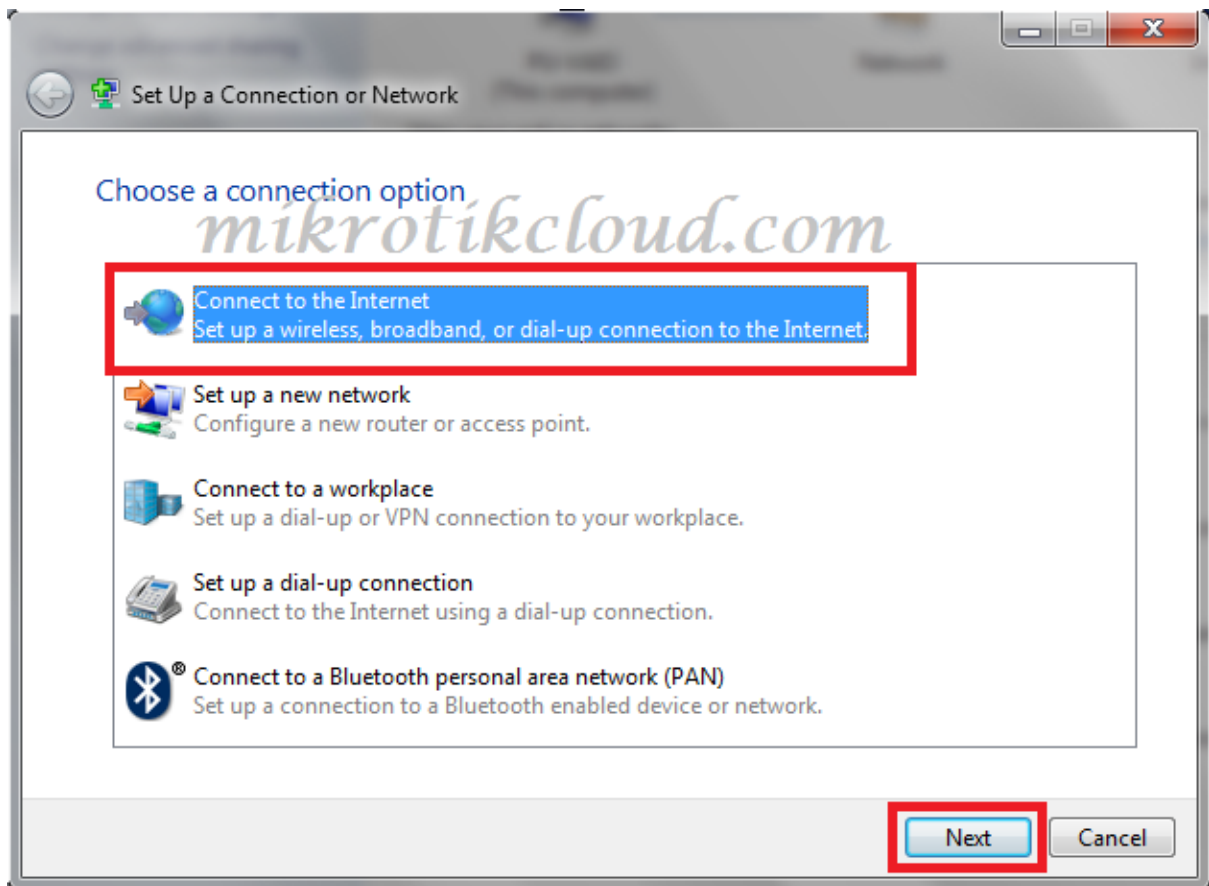 Set Up a Connection or Network
Choose a connection option
mikrotikcloud.com
Connect to the Internet
Set up a wireless, broadband, or dial-up connection to the Internet.
Set up a new network
Configure a new router or access point.
Connect to a workplace
Set up a dial-up or VPN connection to your workplace.
Set up a dial-up connection
Connect to the Internet using a dial-up connection.
®
Connect to a Bluetooth personal area network (PAN)
Set up a connection to a Bluetooth enabled device or network.
Next
Cancel